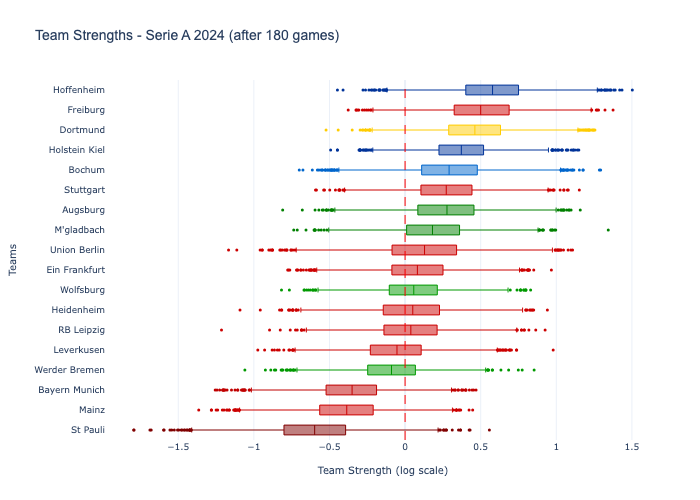 Team Strengths - Serie A 2024 (after 180 games)
Hoffenheim
Freiburg
Dortmund
Holstein Kiel
Bochum
Stuttgart
Augsburg
M'gladbach
Union Berlin
Ein Frankfurt
Wolfsburg
Heidenheim
RB Leipzig
Leverkusen
Werder Bremen
Bayern Munich
Mainz
St Pauli
Teams
−1.5 −1 −0.5 0 0.5 1 1.5
Team Strength (log scale)